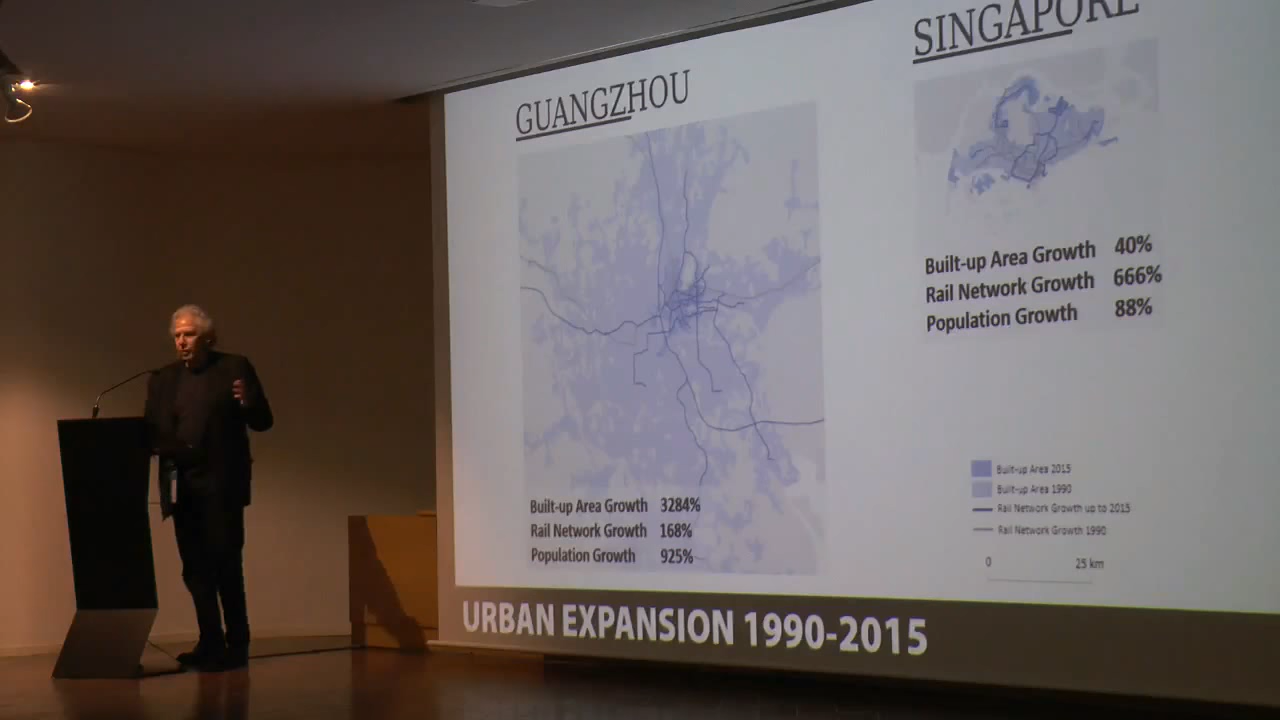 GUANGZHOU
Built-up Area Growth 3284%
Rail Network Growth 168%
Population Growth 925%
SINGAPORE
Built-up Area Growth 40%
Rail Network Growth 666%
Population Growth 88%
Built-up Area 2015
Built-up Area 1990
Rail Network Growth up to 2015
Rail Network Growth 1990
0 25 km
URBAN EXPANSION 1990-2015